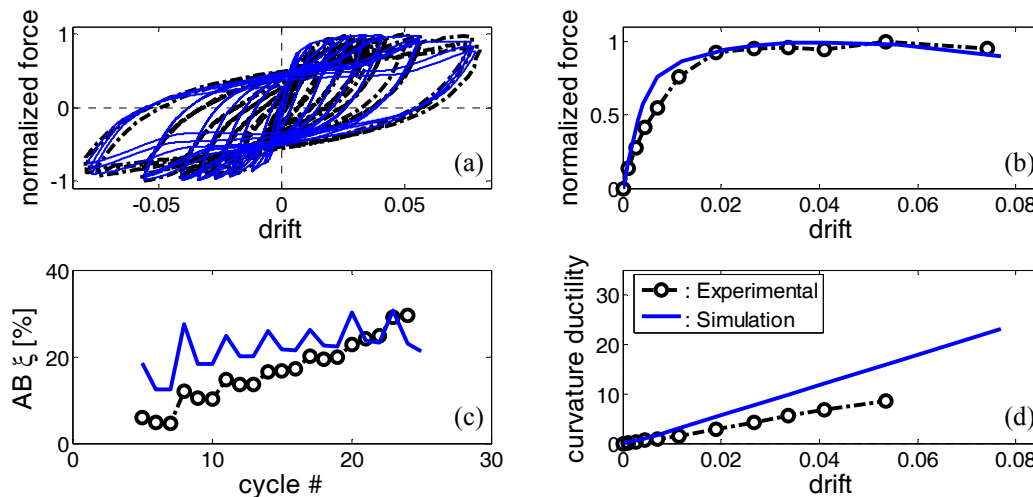 normalized force
1
0
-1
-0.05
0
0.05
drift
(a)
normalized force
1
0.5
0
0
0.02
0.04
0.06
0.08
drift
(b)
AB ξ [%]
40
20
0
0
10
20
30
cycle #
(c)
curvature ductility
30
20
10
0
0
0.02
0.04
0.06
0.08
drift
(d)
: Experimental
: Simulation